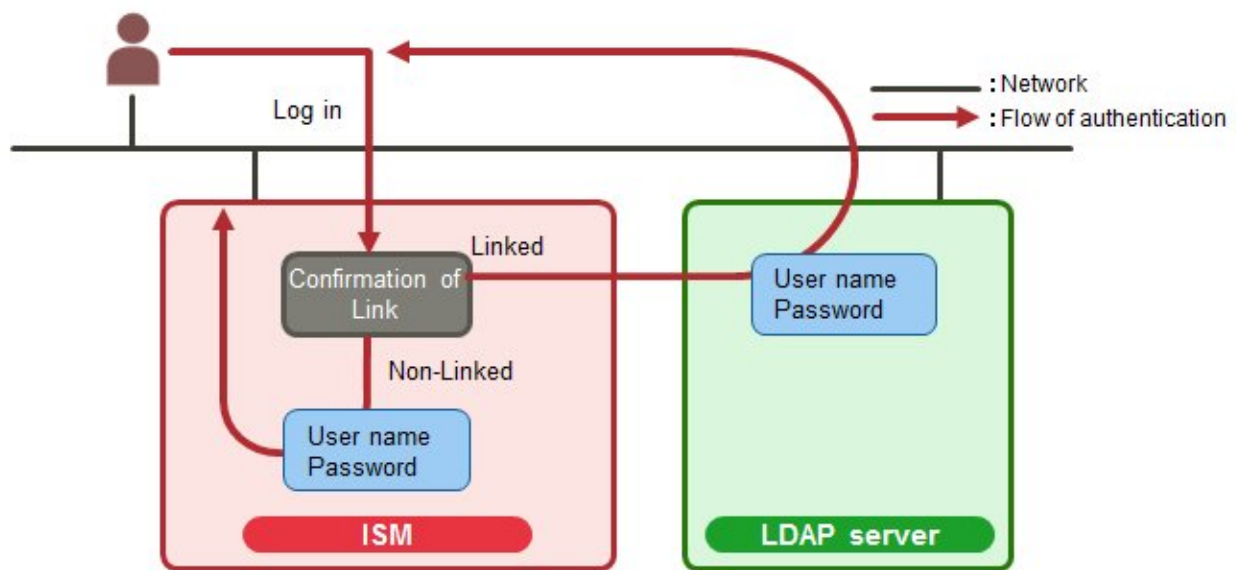 : Network
Log in
: Flow of authentication
Linked
Confirmation of
Link
User name
Password
Non-Linked
User name
Password
ISM
LDAP server